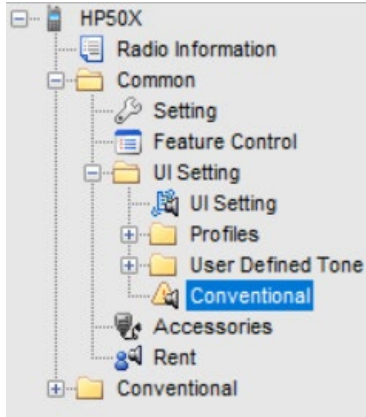 HP50X
Radio Information
Common
Setting
Feature Control
UI Setting
UI Setting
Profiles
User Defined Tone
Conventional
Accessories
Rent
Conventional